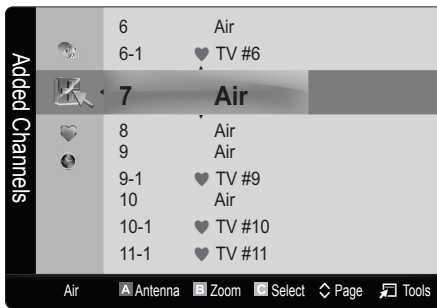 Added Channels
6 Air
6-1 ♥ TV #6
7 Air
8 Air
9 Air
9-1 ♥ TV #9
10 Air
10-1 ♥ TV #10
11-1 ♥ TV #11
Air A Antenna B Zoom C Select Page Tools